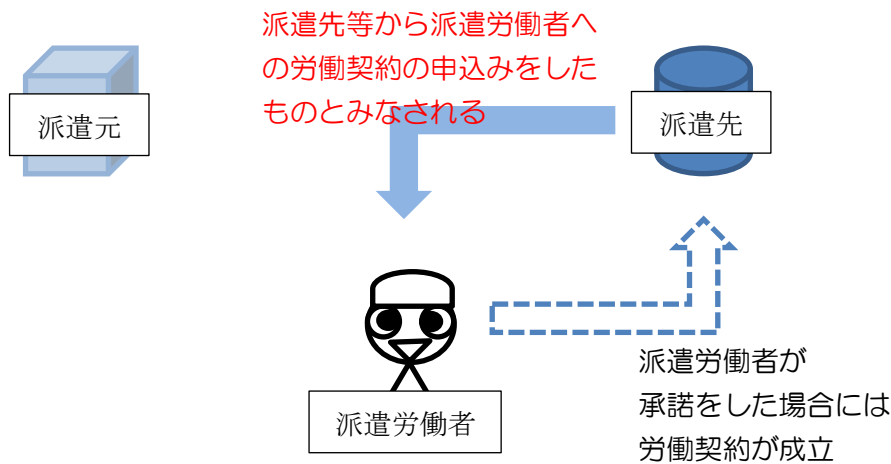 派遣先等から派遣労働者へ
の労働契約の申込みをした
ものとみなされる
派遣元
派遣先
派遣労働者
派遣労働者が
承諾をした場合には
労働契約が成立